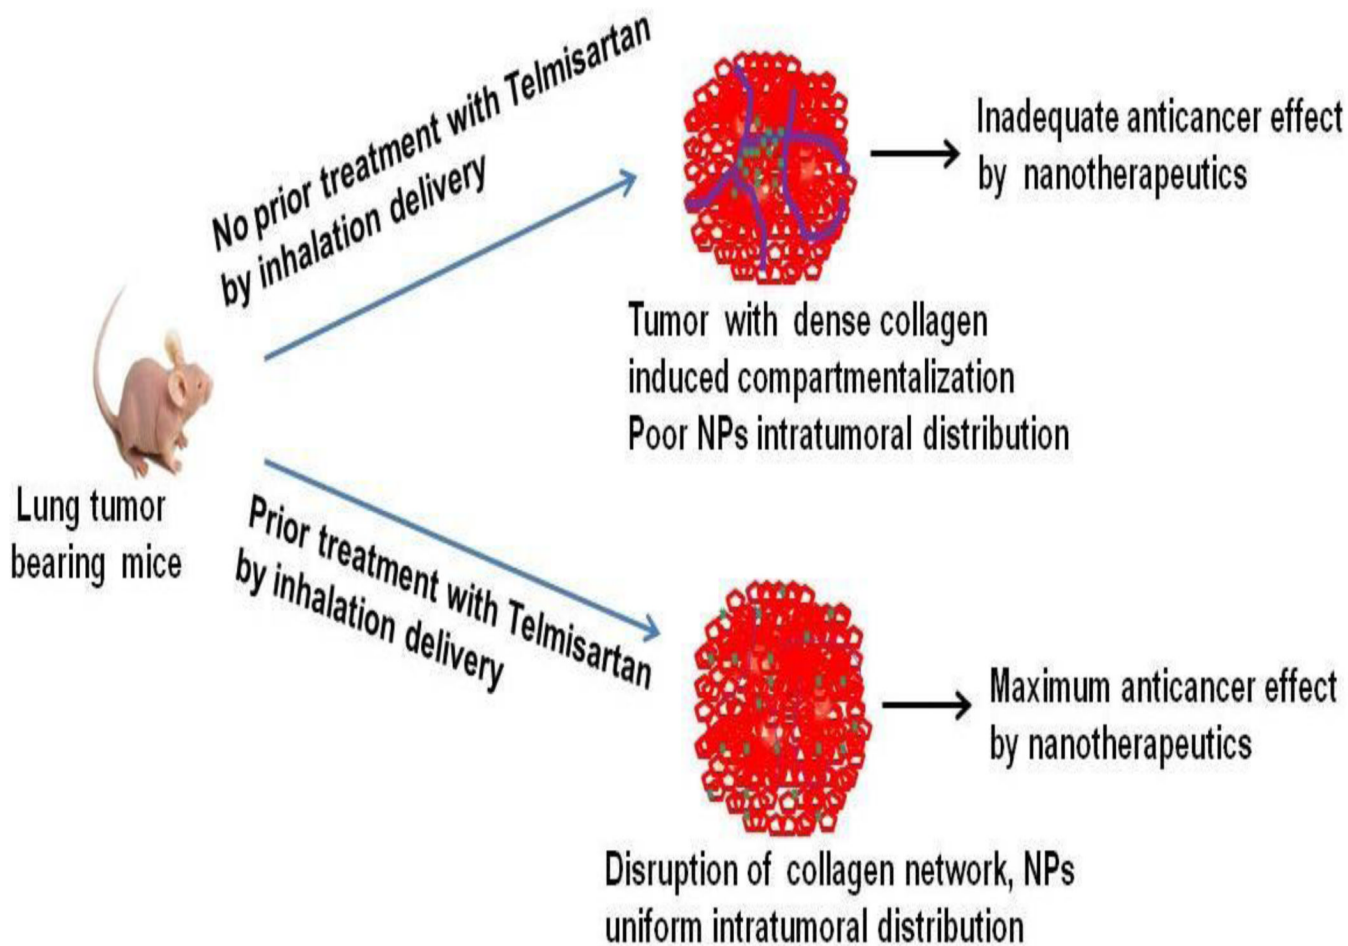 No prior treatment with Telmisartan
by inhalation delivery
Inadequate anticancer effect
by nanotherapeutics
Tumor with dense collagen
induced compartmentalization
Poor NPs intratumoral distribution
Lung tumor
bearing mice
Prior treatment with Telmisartan
by inhalation delivery
Maximum anticancer effect
by nanotherapeutics
Disruption of collagen network, NPs
uniform intratumoral distribution